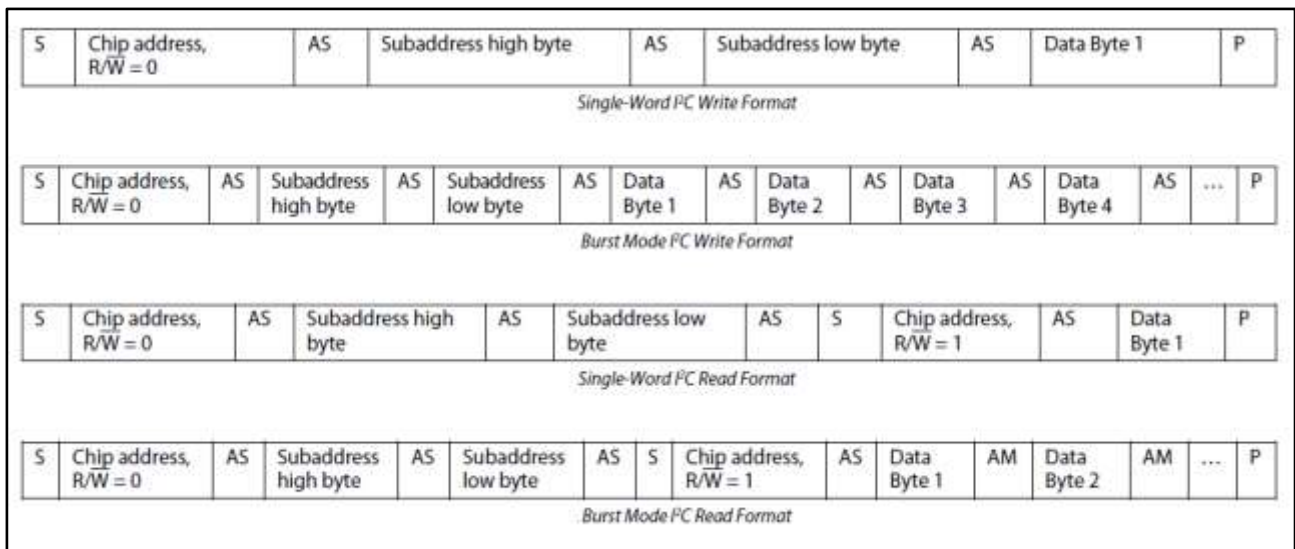 S Chip address, R/W̅ = 0 AS Subaddress high byte AS Subaddress low byte AS Data Byte 1 P
Single-Word I²C Write Format
S Chip address, R/W̅ = 0 AS Subaddress high byte AS Subaddress low byte AS Data Byte 1 AS Data Byte 2 AS Data Byte 3 AS Data Byte 4 AS ... P
Burst Mode I²C Write Format
S Chip address, R/W̅ = 0 AS Subaddress high byte AS Subaddress low byte AS S Chip address, R/W̅ = 1 AS Data Byte 1 P
Single-Word I²C Read Format
S Chip address, R/W̅ = 0 AS Subaddress high byte AS Subaddress low byte AS S Chip address, R/W̅ = 1 AS Data Byte 1 AM Data Byte 2 AM ... P
Burst Mode I²C Read Format